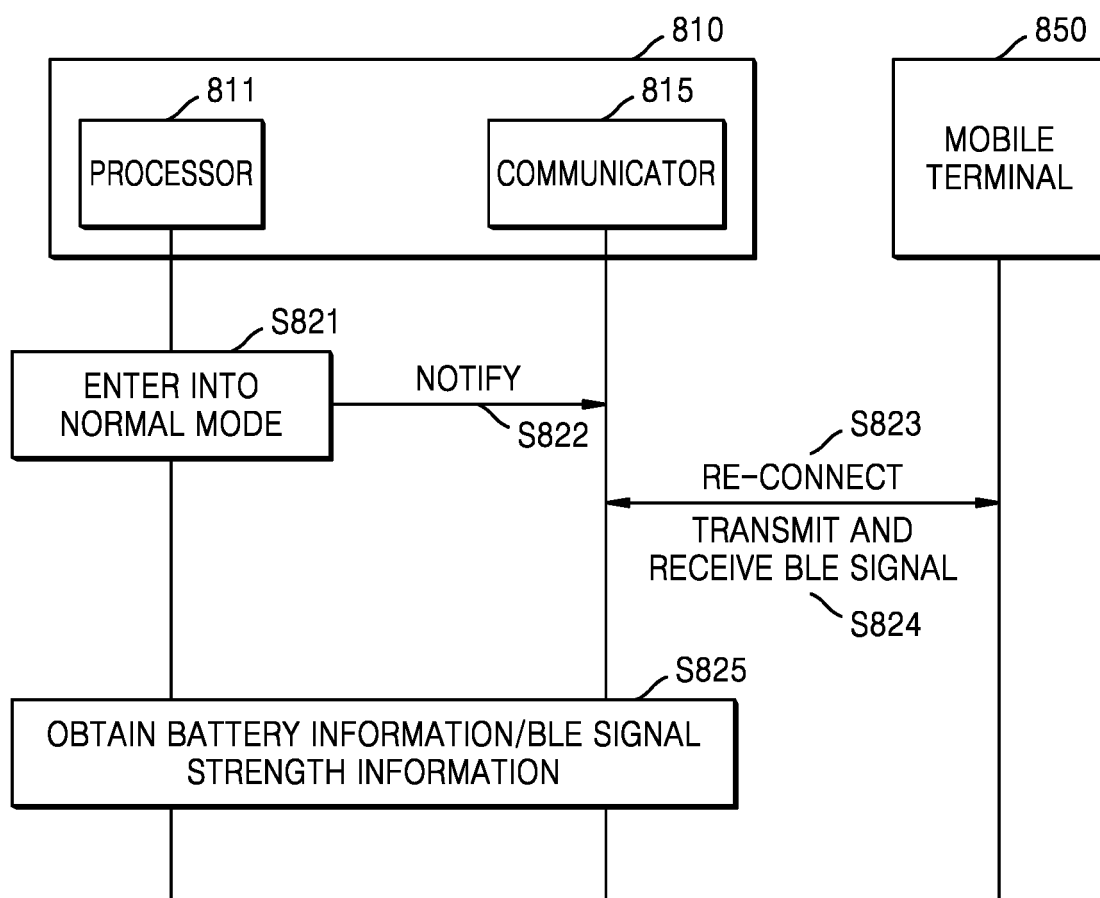 810
850
811
815
PROCESSOR
COMMUNICATOR
MOBILE
TERMINAL
S821
ENTER INTO
NORMAL MODE
NOTIFY
S822
S823
RE-CONNECT
TRANSMIT AND
RECEIVE BLE SIGNAL
S824
S825
OBTAIN BATTERY INFORMATION/BLE SIGNAL
STRENGTH INFORMATION